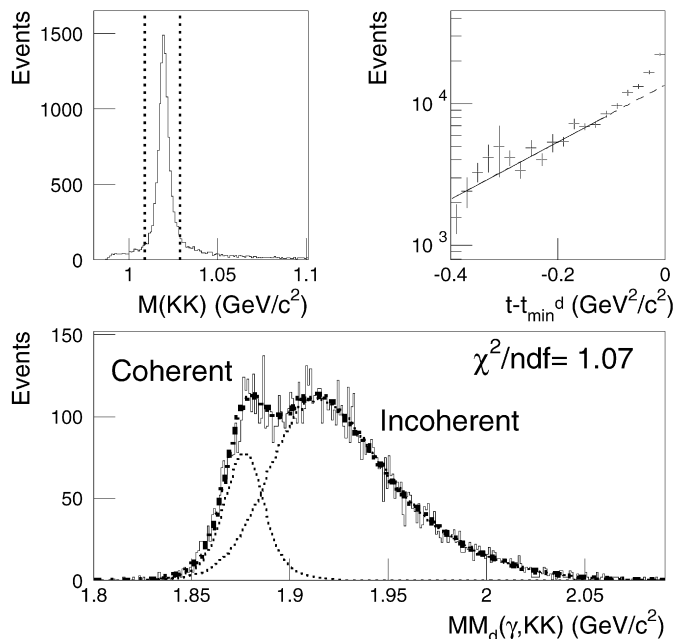 Events
1500
1000
500
0
1
1.05
1.1
M(KK) (GeV/c²)
Events
10⁴
10³
-0.4
-0.2
0
t-t_min^d (GeV²/c²)
Events
150
100
50
0
Coherent
χ²/ndf= 1.07
Incoherent
1.8
1.85
1.9
1.95
2
2.05
MM_d(γ,KK) (GeV/c²)